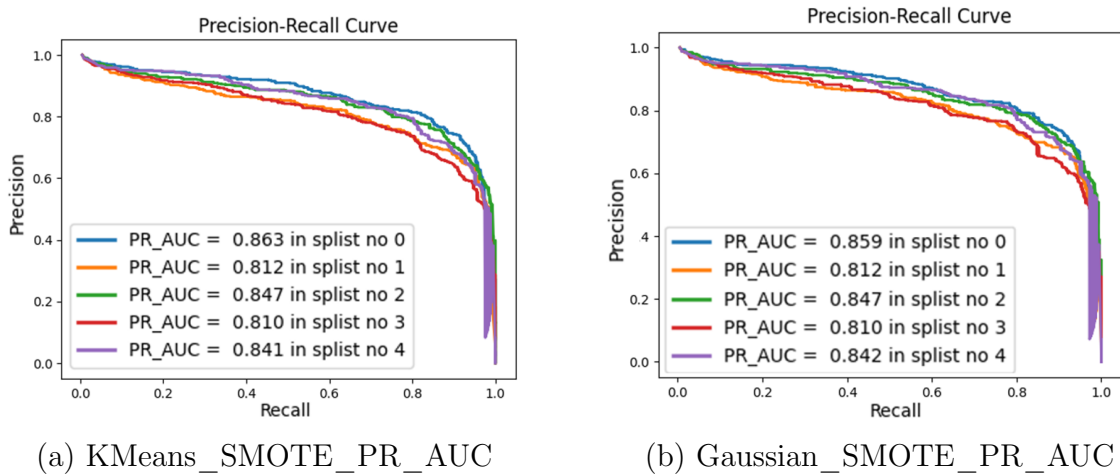 Precision-Recall Curve
1.0
0.8
0.6
0.4
0.2
0.0
Precision
PR_AUC = 0.863 in splist no 0
PR_AUC = 0.812 in splist no 1
PR_AUC = 0.847 in splist no 2
PR_AUC = 0.810 in splist no 3
PR_AUC = 0.841 in splist no 4
0.0 0.2 0.4 0.6 0.8 1.0
Recall
(a) KMeans_SMOTE_PR_AUC
Precision-Recall Curve
1.0
0.8
0.6
0.4
0.2
0.0
Precision
PR_AUC = 0.859 in splist no 0
PR_AUC = 0.812 in splist no 1
PR_AUC = 0.847 in splist no 2
PR_AUC = 0.810 in splist no 3
PR_AUC = 0.842 in splist no 4
0.0 0.2 0.4 0.6 0.8 1.0
Recall
(b) Gaussian_SMOTE_PR_AUC